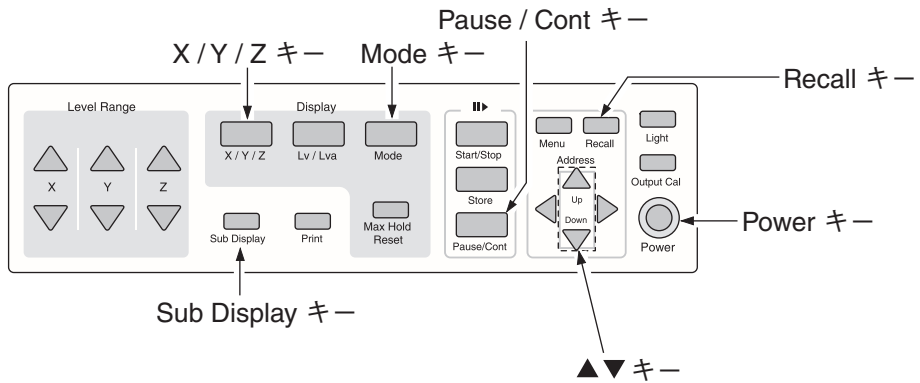 Pause / Cont キー
X / Y / Z キー
Mode キー
Recall キー
Level Range
Display
X / Y / Z
Lv / Lva
Mode
Start/Stop
Menu
Recall
Light
Address
X
Y
Z
Store
Up
Down
Output Cal
Sub Display
Print
Max Hold
Reset
Pause/Cont
Power
Power キー
Sub Display キー
▲▼ キー